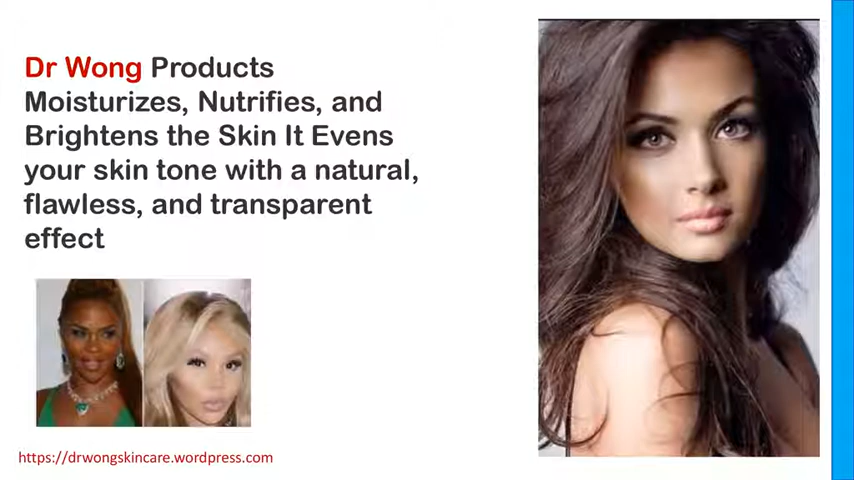 Dr Wong Products
Moisturizes, Nutrifies, and
Brightens the Skin It Evens
your skin tone with a natural,
flawless, and transparent
effect
https://drwongskincare.wordpress.com